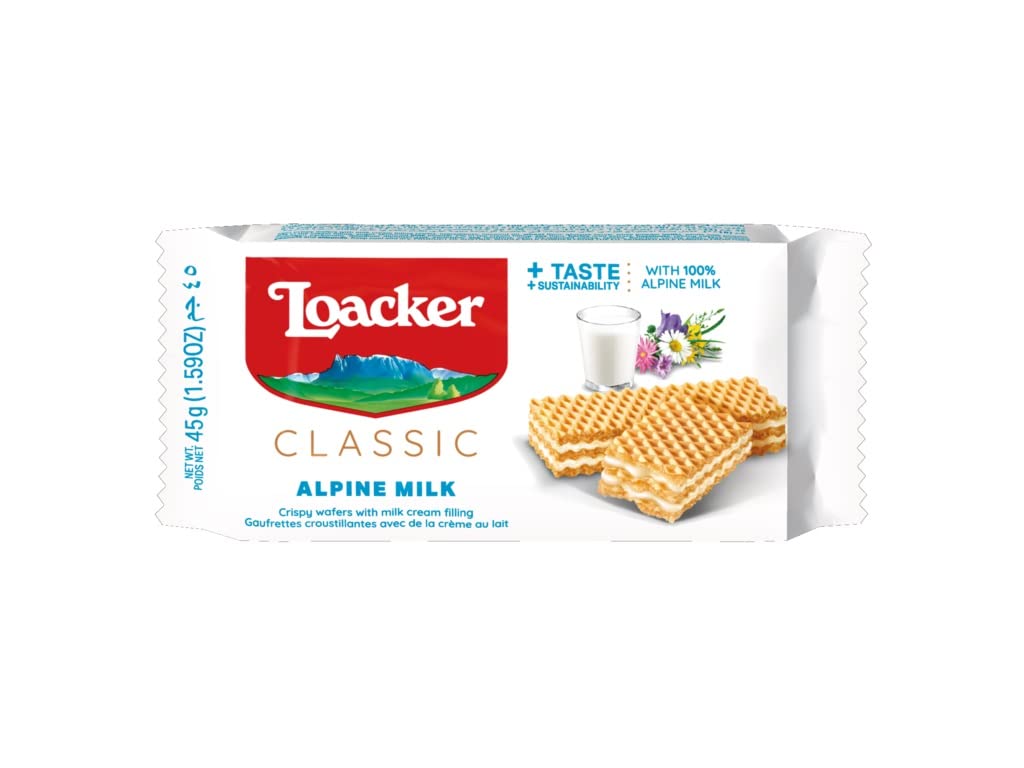 Loacker
CLASSIC
ALPINE MILK
Crispy wafers with milk cream filling
Gaufrettes croustillantes avec de la crème au lait
+ TASTE
+ SUSTAINABILITY
WITH 100%
ALPINE MILK
NET WT.
POIDS NET 45g (1.59OZ) ٤٥ جم